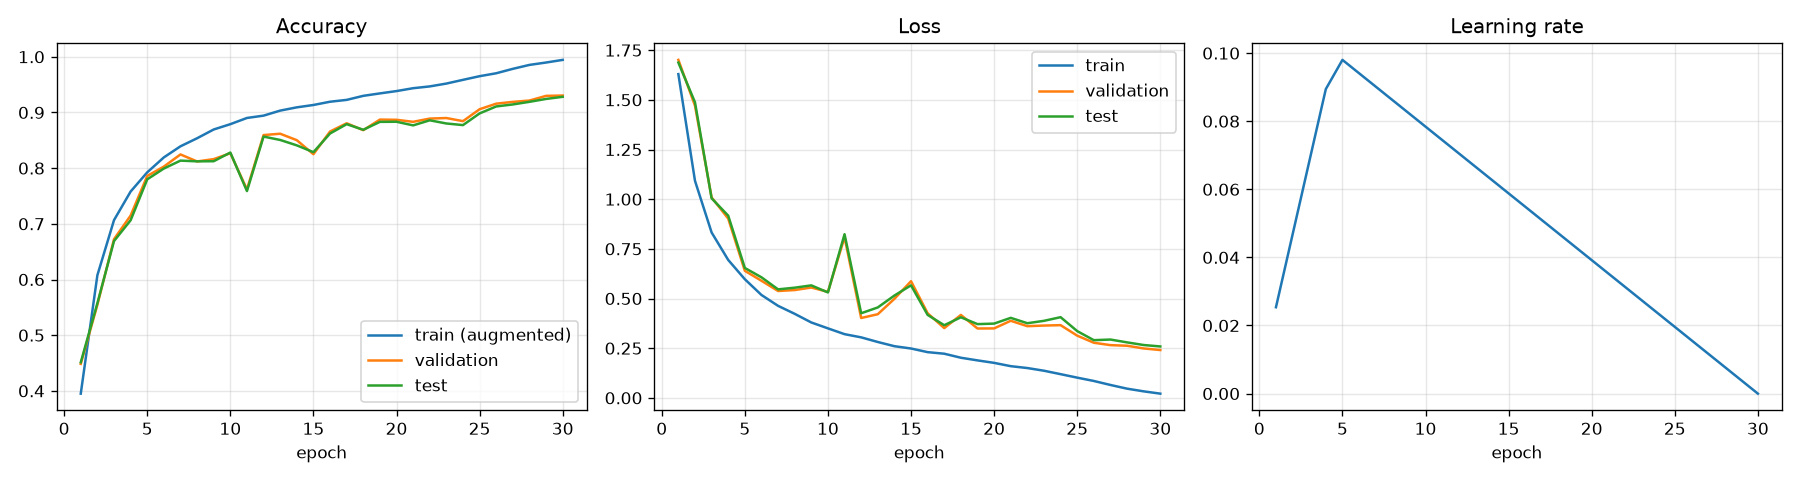 Accuracy
1.0
0.9
0.8
0.7
0.6
0.5
0.4
train (augmented)
validation
test
0 5 10 15 20 25 30
epoch
Loss
1.75
1.50
1.25
1.00
0.75
0.50
0.25
0.00
train
validation
test
0 5 10 15 20 25 30
epoch
Learning rate
0.10
0.08
0.06
0.04
0.02
0.00
0 5 10 15 20 25 30
epoch